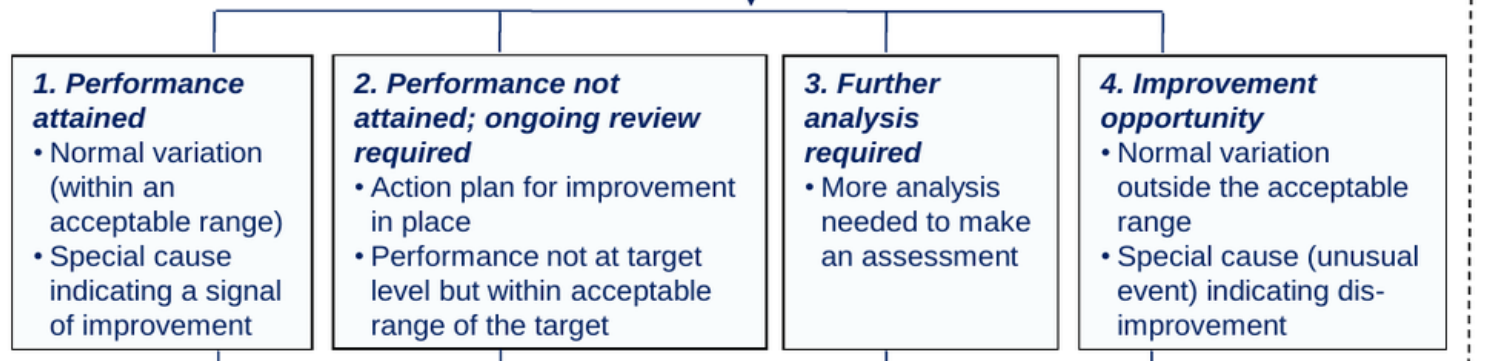 1. Performance
attained
• Normal variation
(within an
acceptable range)
• Special cause
indicating a signal
of improvement
2. Performance not
attained; ongoing review
required
• Action plan for improvement
in place
• Performance not at target
level but within acceptable
range of the target
3. Further
analysis
required
• More analysis
needed to make
an assessment
4. Improvement
opportunity
• Normal variation
outside the acceptable
range
• Special cause (unusual
event) indicating dis-
improvement